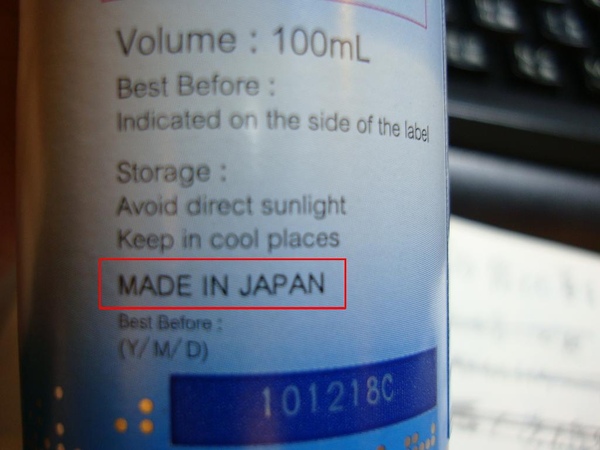 Volume : 100mL
Best Before :
Indicated on the side of the label
Storage :
Avoid direct sunlight
Keep in cool places
MADE IN JAPAN
Best Before :
(Y/M/D)
101218C